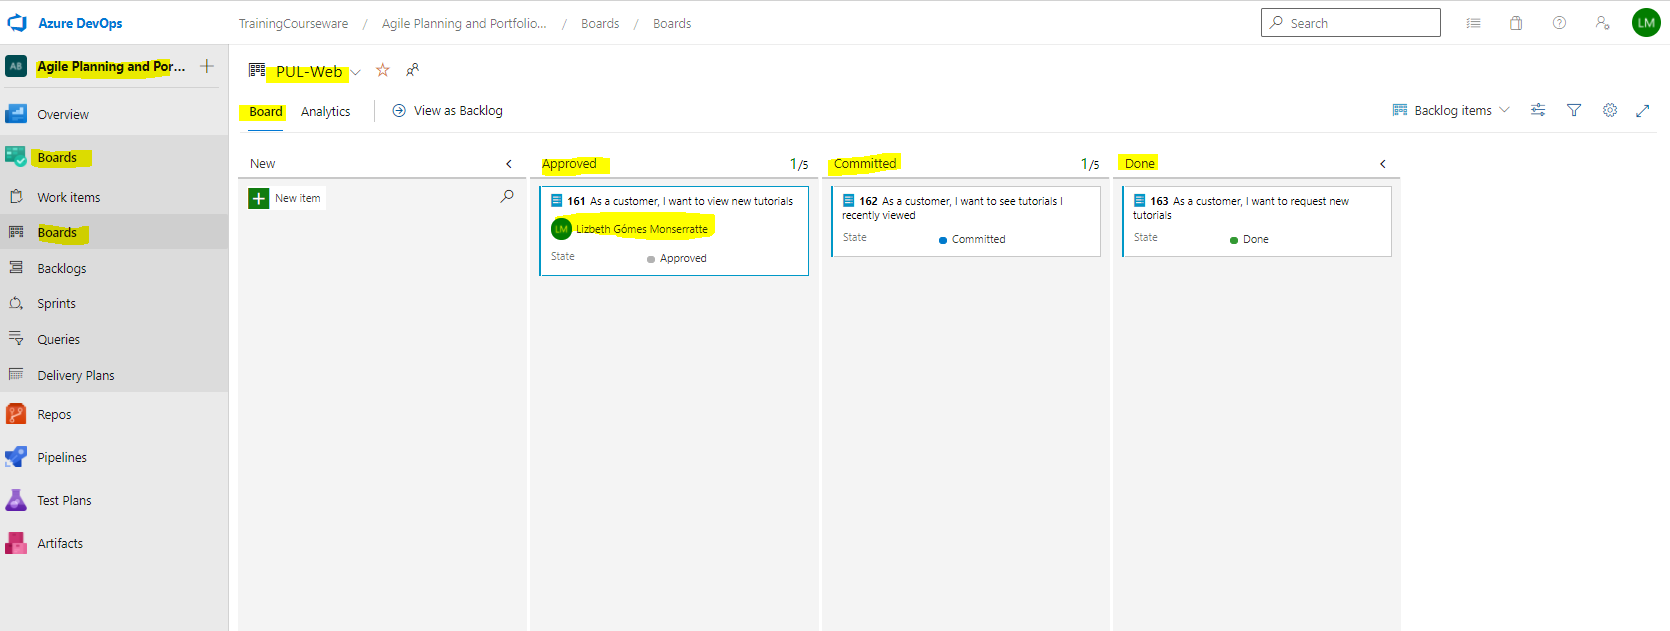 Azure DevOps
TrainingCourseware / Agile Planning and Portfolio... / Boards / Boards
Search
LM
AB Agile Planning and Por... +
Overview
Boards
Work items
Boards
Backlogs
Sprints
Queries
Delivery Plans
Repos
Pipelines
Test Plans
Artifacts
PUL-Web
Board Analytics View as Backlog
Backlog items
New
New item
Approved 1/5
161 As a customer, I want to view new tutorials
LM Lizbeth Gómes Monserratte
State Approved
Committed 1/5
162 As a customer, I want to see tutorials I
recently viewed
State Committed
Done
163 As a customer, I want to request new
tutorials
State Done